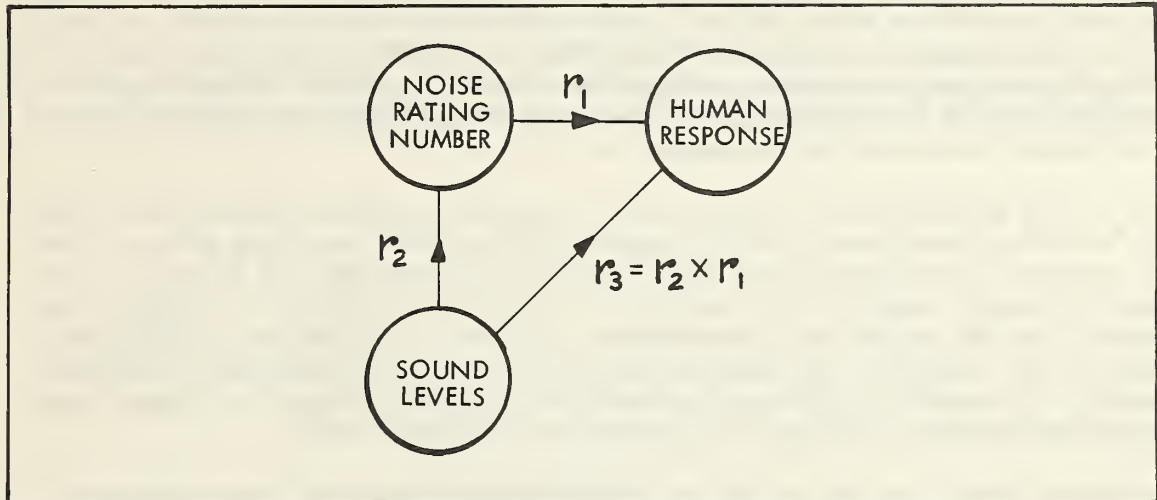 NOISE
RATING
NUMBER
r₁
HUMAN
RESPONSE
r₂
r₃ = r₂ × r₁
SOUND
LEVELS